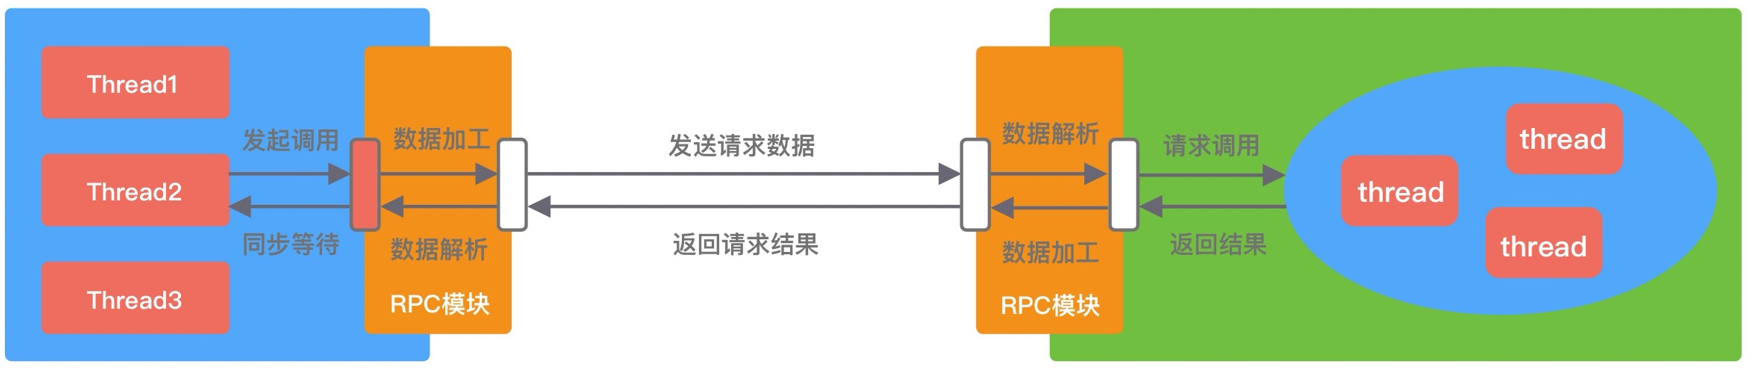 Thread1
Thread2
Thread3
发起调用
同步等待
数据加工
数据解析
RPC模块
发送请求数据
返回请求结果
数据解析
数据加工
RPC模块
请求调用
返回结果
thread
thread
thread